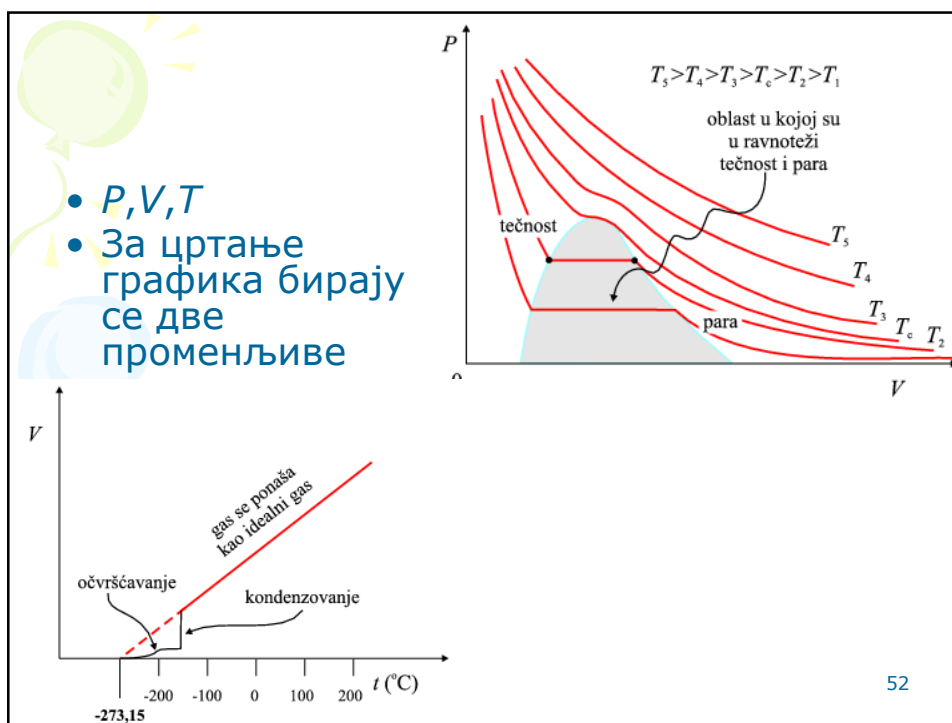 • P,V,T
• За цртање
графика бирају
се две
променљиве
P
T₅>T₄>T₃>T꜀>T₂>T₁
oblast u kojoj su
u ravnoteži
tečnost i para
tečnost
T₅
T₄
T₃
para
T꜀
T₂
0
V
V
gas se ponaša
kao idealni gas
očvršćavanje
kondenzovanje
-200 -100 0 100 200 t (°C)
-273,15
52